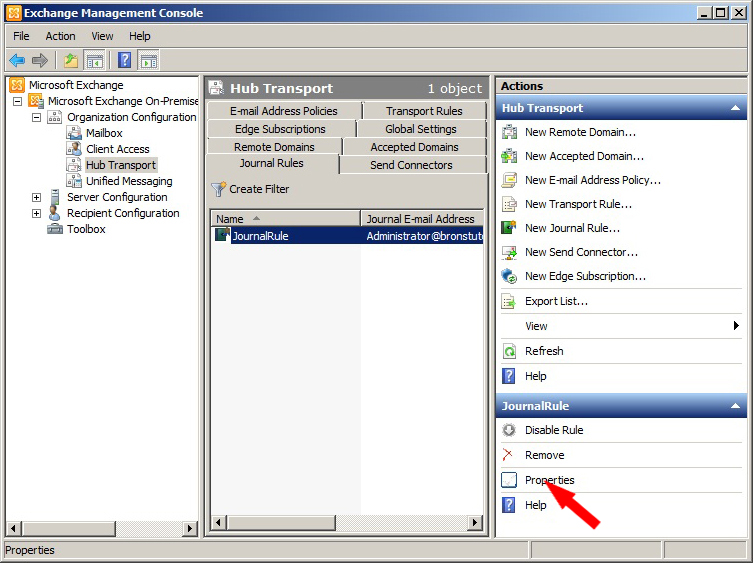 Exchange Management Console
File Action View Help
Microsoft Exchange
Microsoft Exchange On-Premise
Organization Configuration
Mailbox
Client Access
Hub Transport
Unified Messaging
Server Configuration
Recipient Configuration
Toolbox
Hub Transport 1 object
E-mail Address Policies Transport Rules
Edge Subscriptions Global Settings
Remote Domains Accepted Domains
Journal Rules Send Connectors
Create Filter
Name Journal E-mail Address
JournalRule Administrator@bronstut
Actions
Hub Transport
New Remote Domain...
New Accepted Domain...
New E-mail Address Policy...
New Transport Rule...
New Journal Rule...
New Send Connector...
New Edge Subscription...
Export List...
View
Refresh
Help
JournalRule
Disable Rule
Remove
Properties
Help
Properties